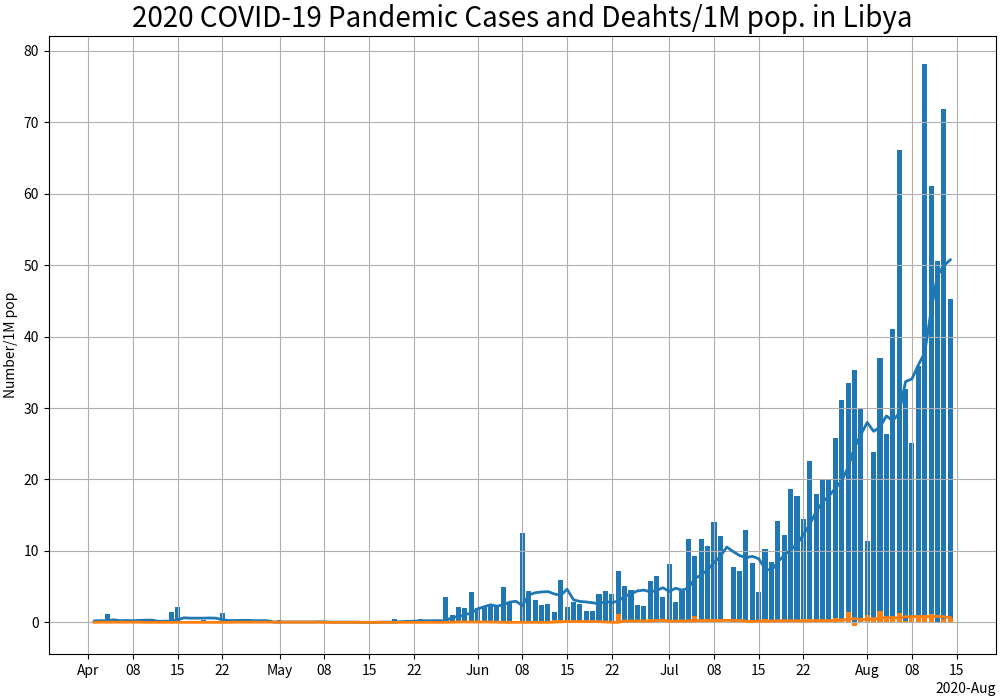 2020 COVID-19 Pandemic Cases and Deahts/1M pop. in Libya
Number/1M pop
80
70
60
50
40
30
20
10
0
Apr 08 15 22 May 08 15 22 Jun 08 15 22 Jul 08 15 22 Aug 08 15
2020-Aug